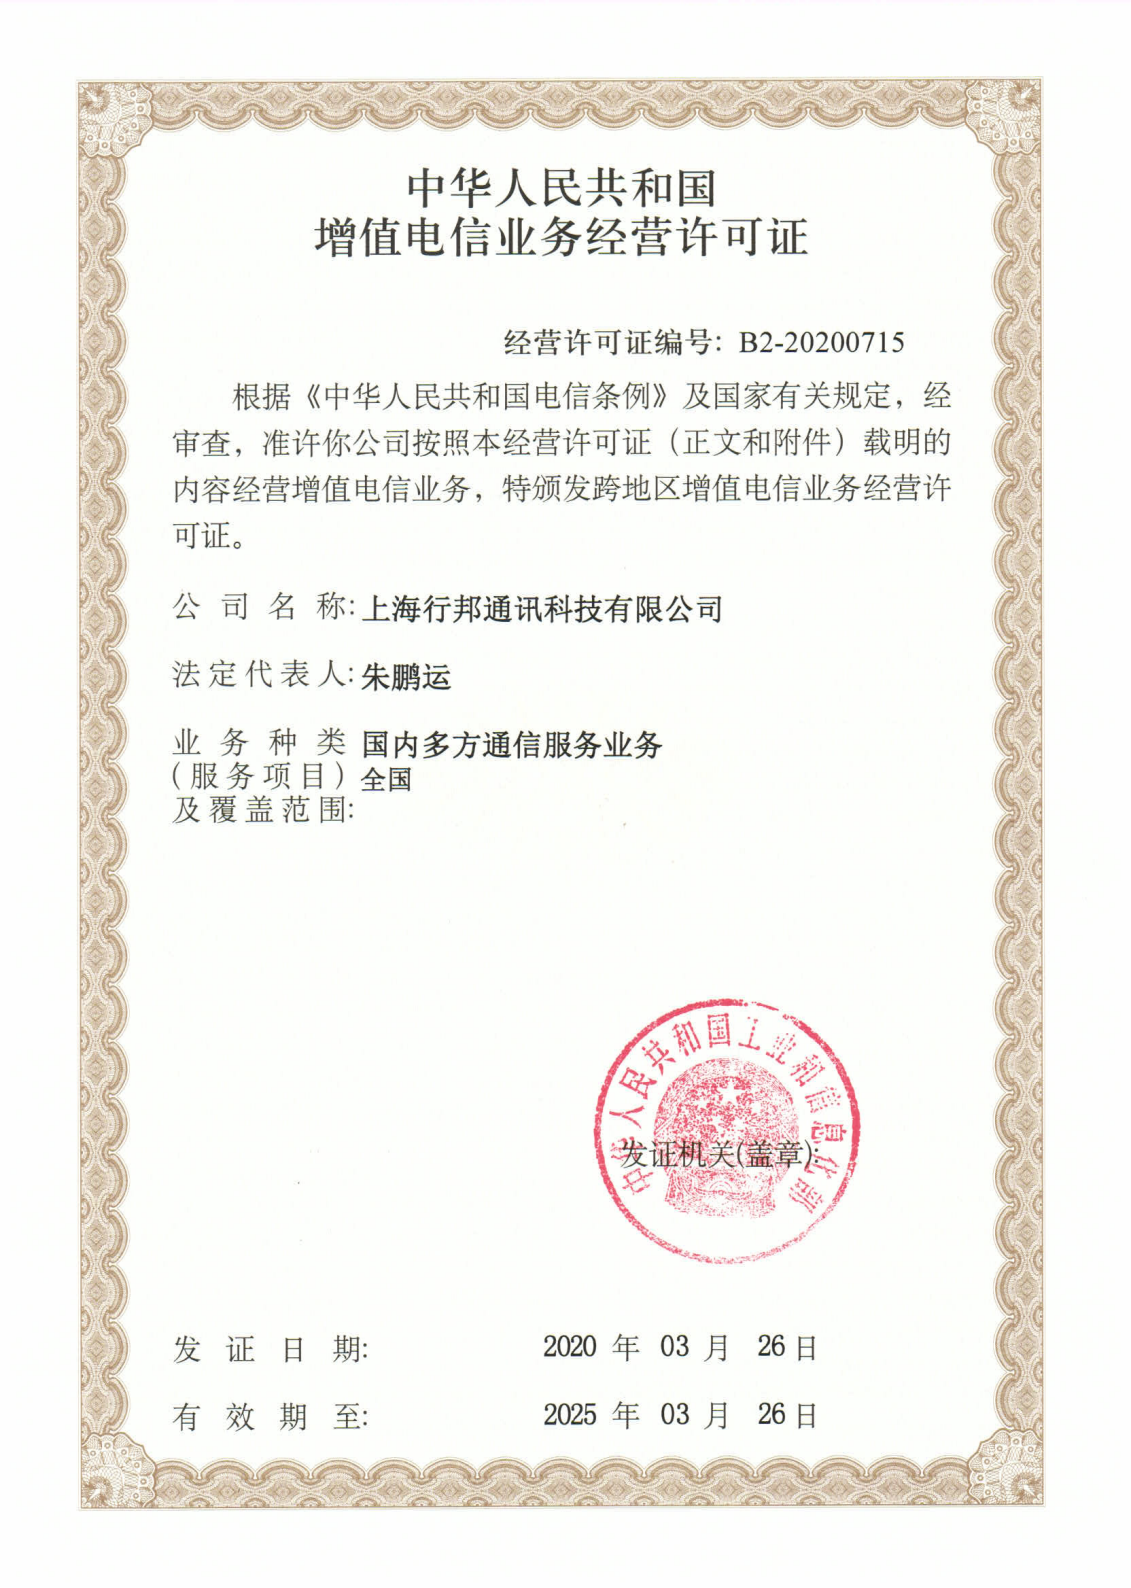 中华人民共和国
增值电信业务经营许可证
经营许可证编号: B2-20200715
根据《中华人民共和国电信条例》及国家有关规定，经
审查，准许你公司按照本经营许可证（正文和附件）载明的
内容经营增值电信业务，特颁发跨地区增值电信业务经营许
可证。
公司名称: 上海行邦通讯科技有限公司
法定代表人: 朱鹏运
业务种类 国内多方通信服务业务
(服务项目) 全国
及覆盖范围:
中华人民共和国工业和信息化部
发证机关(盖章):
发证日期: 2020 年 03 月 26 日
有效期至: 2025 年 03 月 26 日